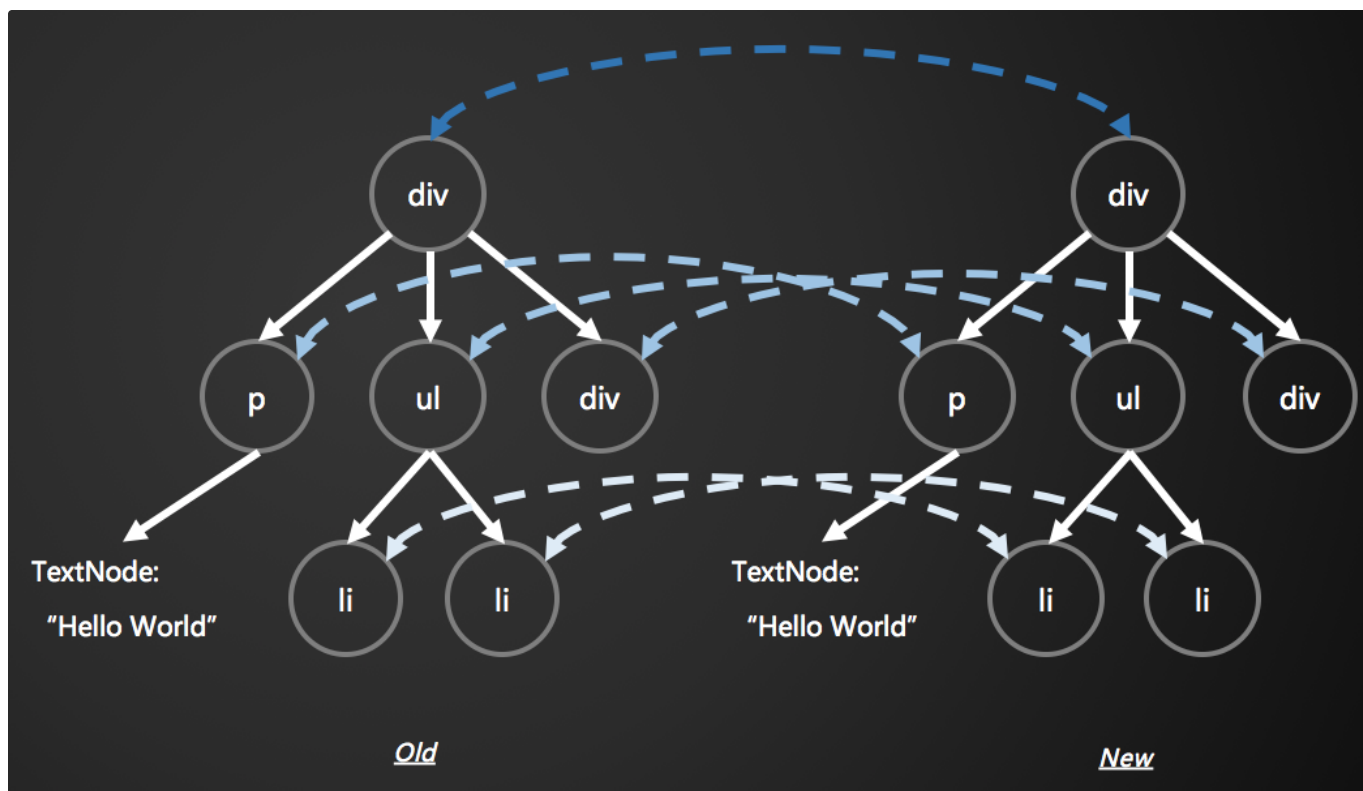 div
div
p
ul
div
p
ul
div
TextNode:
"Hello World"
li
li
TextNode:
"Hello World"
li
li
Old
New